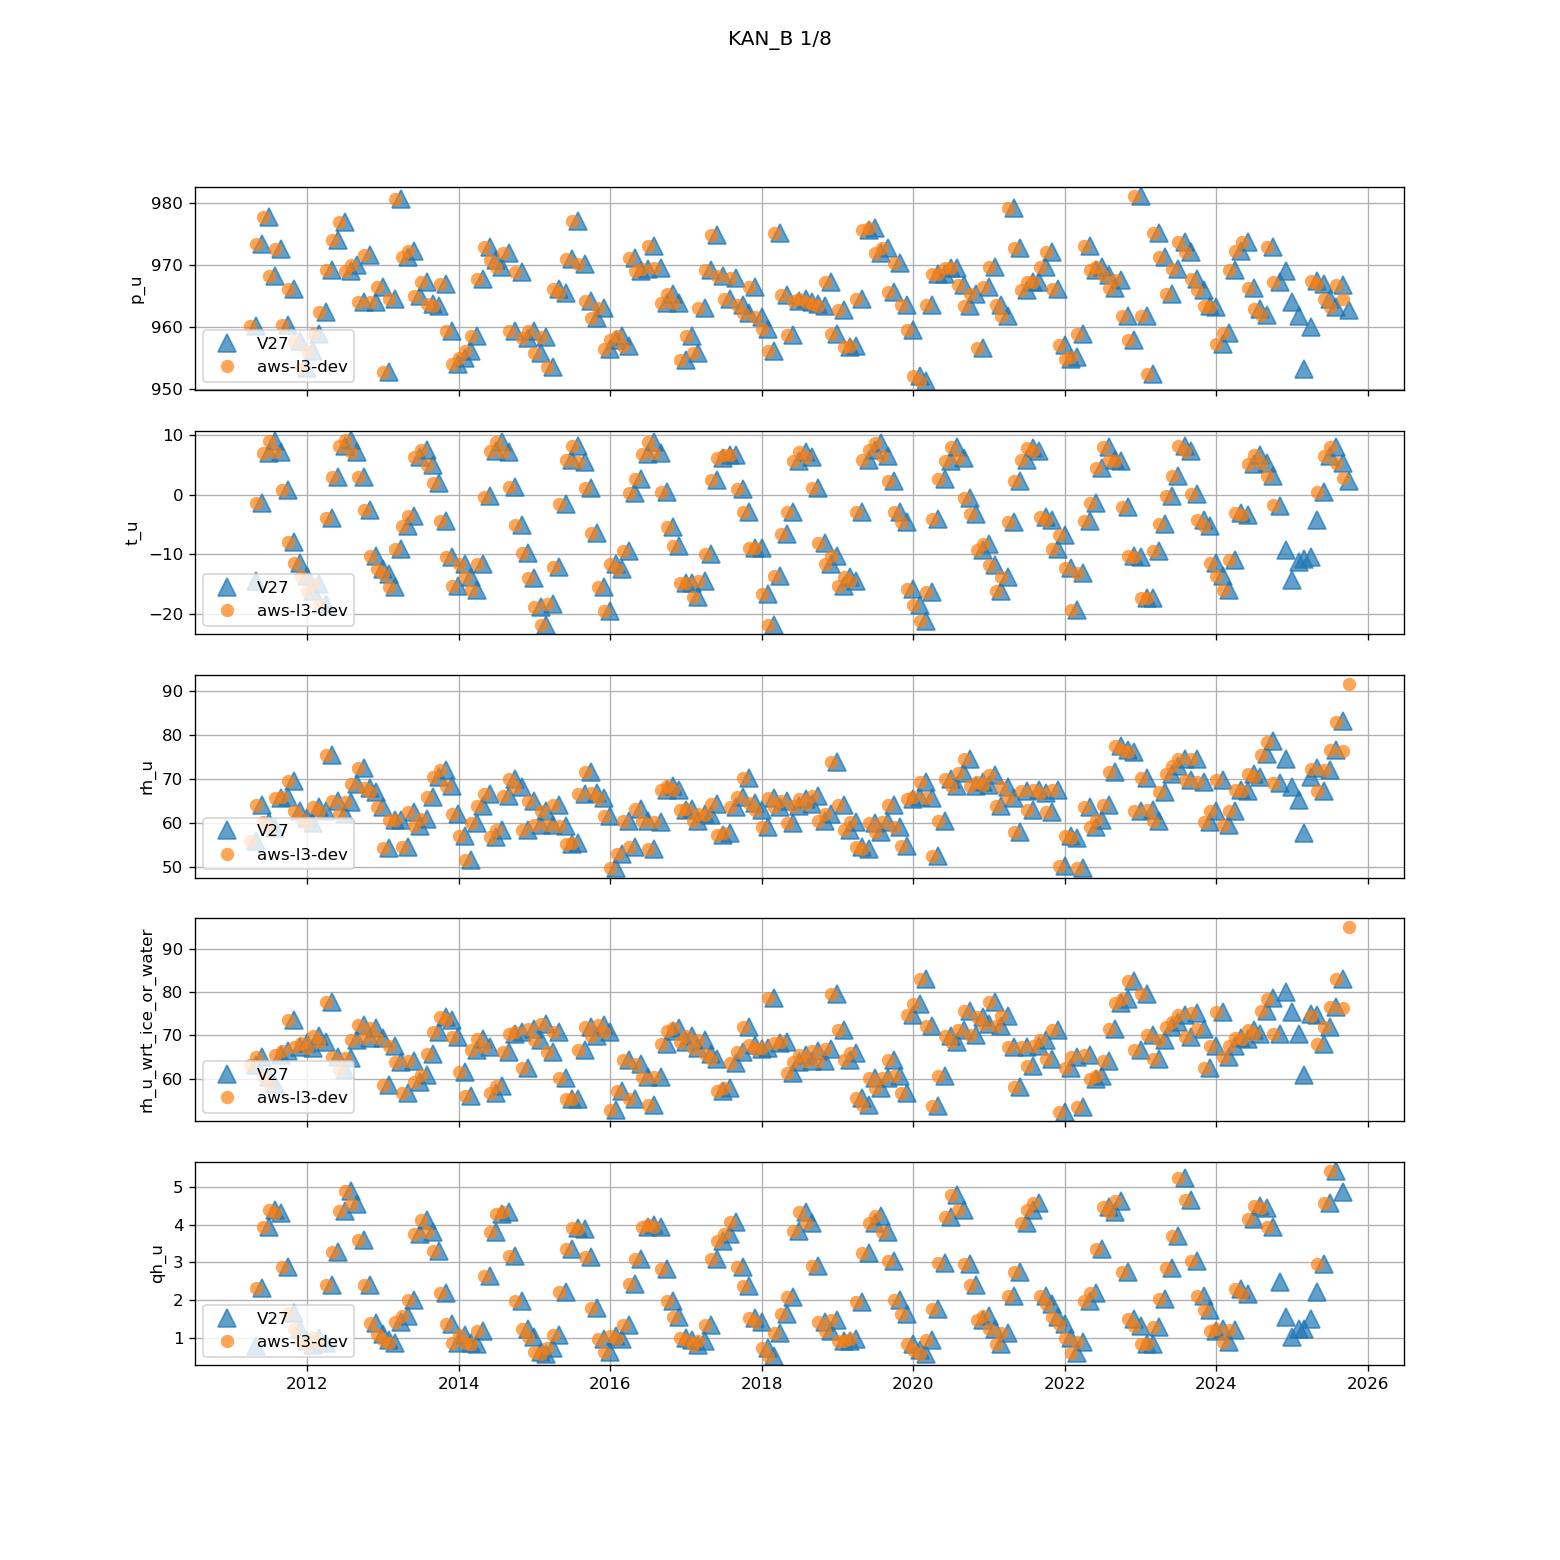 KAN_B 1/8
980
970
960
950
p_u
V27
aws-l3-dev
10
0
−10
−20
t_u
V27
aws-l3-dev
90
80
70
60
50
rh_u
V27
aws-l3-dev
90
80
70
60
rh_u_wrt_ice_or_water
V27
aws-l3-dev
5
4
3
2
1
qh_u
V27
aws-l3-dev
2012 2014 2016 2018 2020 2022 2024 2026